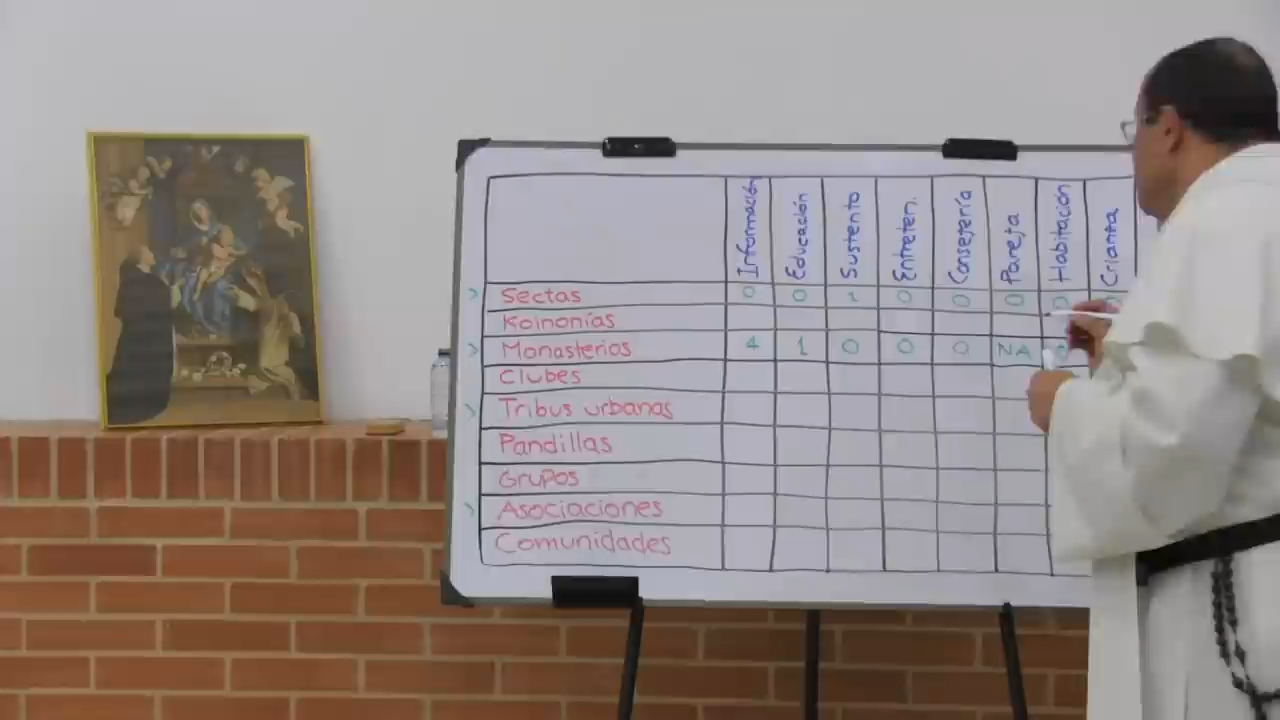 Información Educación Sustento Entreten. Consejería Pareja Habitación Crianza
> Sectas 0 0 1 0 0 0 0
Koinonías
> Monasterios 4 1 0 0 0 NA
Clubes
> Tribus urbanas
Pandillas
Grupos
> Asociaciones
Comunidades